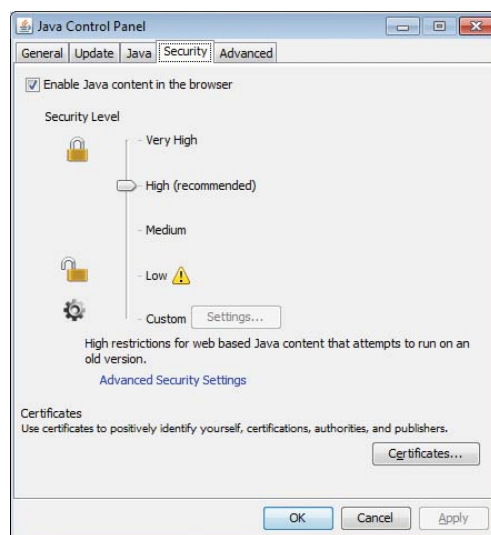 Java Control Panel
General Update Java Security Advanced
Enable Java content in the browser
Security Level
Very High
High (recommended)
Medium
Low
Custom Settings...
High restrictions for web based Java content that attempts to run on an
old version.
Advanced Security Settings
Certificates
Use certificates to positively identify yourself, certifications, authorities, and publishers.
Certificates...
OK Cancel Apply